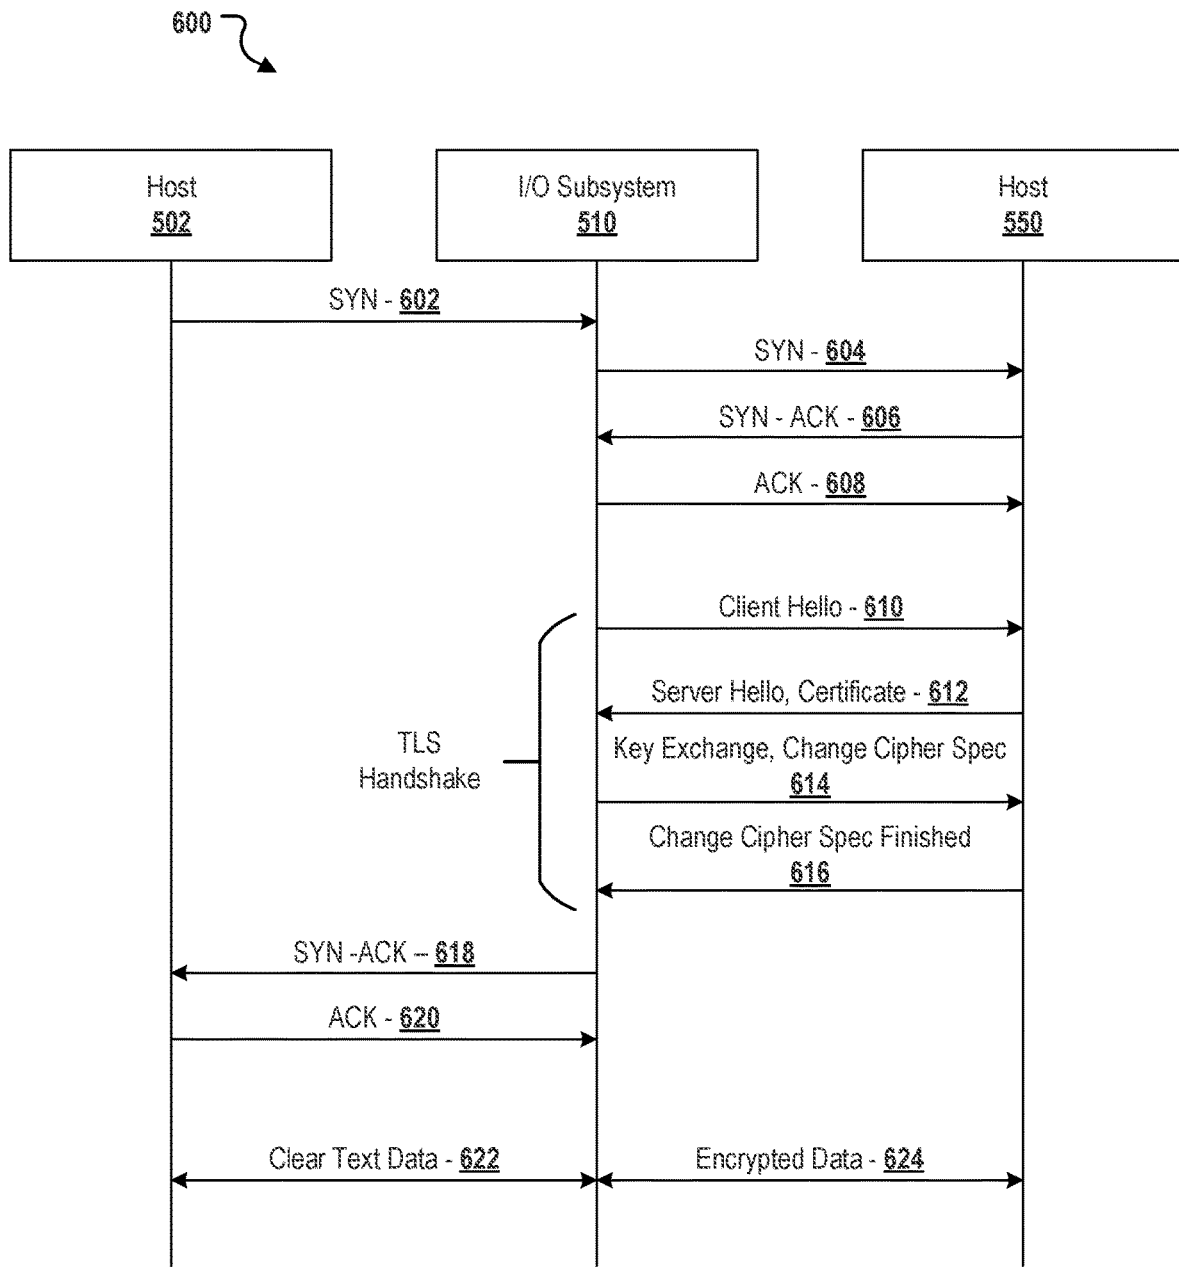 600
Host
502
I/O Subsystem
510
Host
550
SYN - 602
SYN - 604
SYN - ACK - 606
ACK - 608
Client Hello - 610
Server Hello, Certificate - 612
TLS
Handshake
Key Exchange, Change Cipher Spec
614
Change Cipher Spec Finished
616
SYN -ACK – 618
ACK - 620
Clear Text Data - 622
Encrypted Data - 624